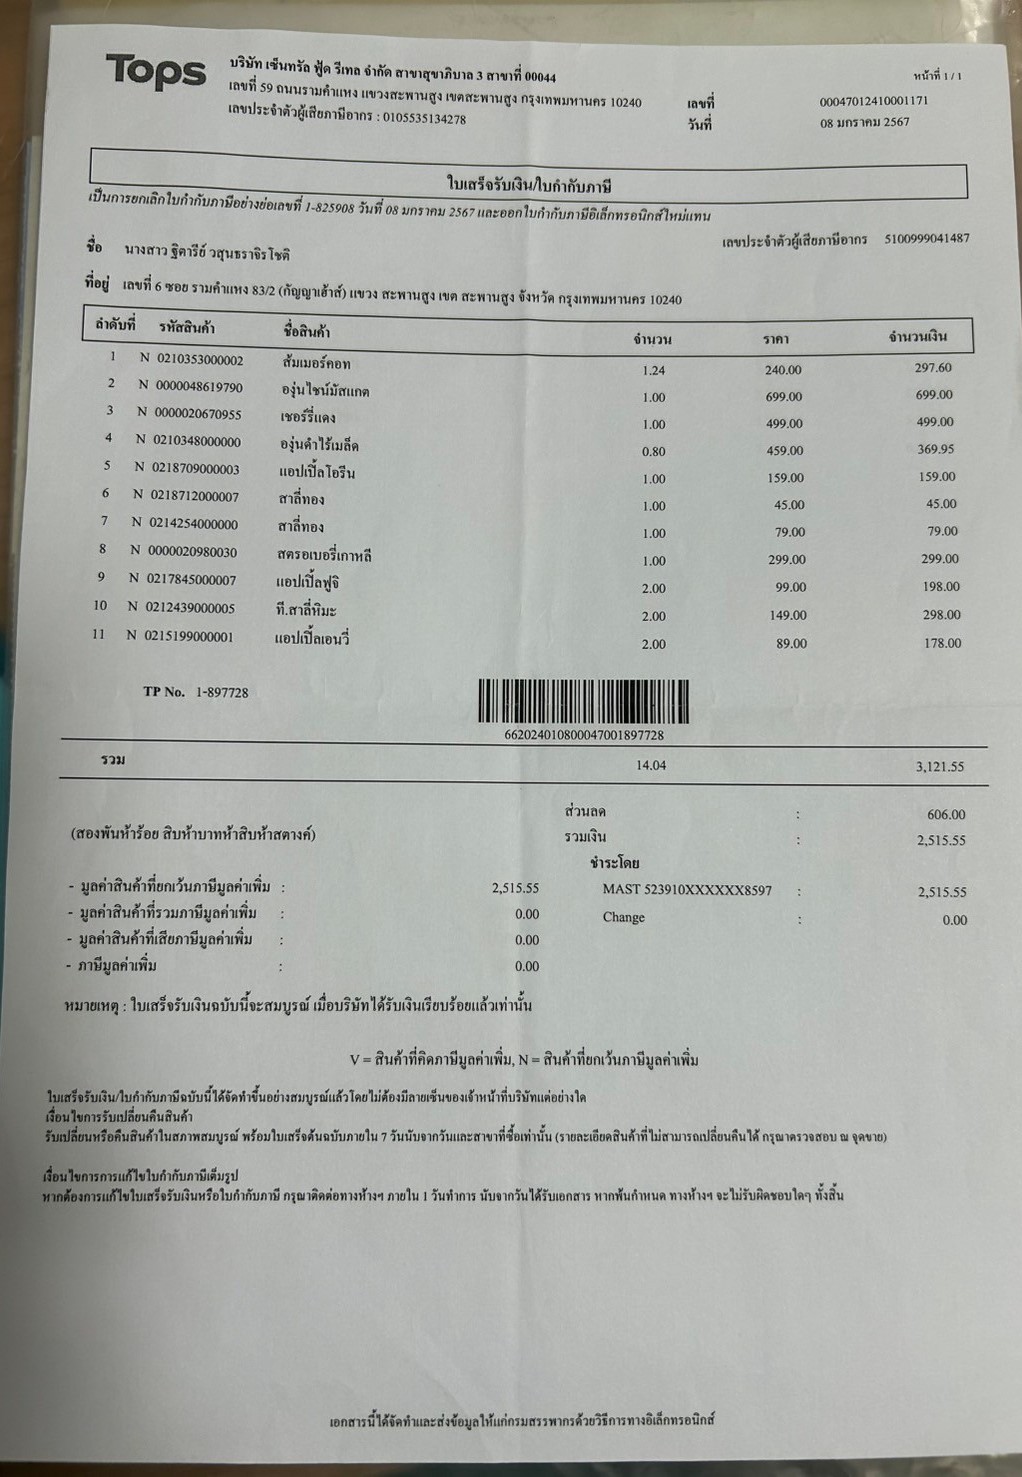 Tops
บริษัท เซ็นทรัล ฟู้ด รีเทล จำกัด สาขาสุขาภิบาล 3 สาขาที่ 00044
หน้าที่ 1 / 1
เลขที่ 59 ถนนรามคำแหง แขวงสะพานสูง เขตสะพานสูง กรุงเทพมหานคร 10240
เลขที่ 00047012410001171
เลขประจำตัวผู้เสียภาษีอากร : 0105535134278
วันที่ 08 มกราคม 2567
ใบเสร็จรับเงิน/ใบกำกับภาษี
เป็นการยกเลิกใบกำกับภาษีอย่างย่อเลขที่ 1-825908 วันที่ 08 มกราคม 2567 และออกใบกำกับภาษีอิเล็กทรอนิกส์ใหม่แทน
เลขประจำตัวผู้เสียภาษีอากร 5100999041487
ชื่อ นางสาว ฐิตารีย์ วสุนธราจิรโชติ
ที่อยู่ เลขที่ 6 ซอย รามคำแหง 83/2 (กัญญาเฮ้าส์) แขวง สะพานสูง เขต สะพานสูง จังหวัด กรุงเทพมหานคร 10240
ลำดับที่ รหัสสินค้า ชื่อสินค้า จำนวน ราคา จำนวนเงิน
1 N 0210353000002 ส้มเมอร์คอท 1.24 240.00 297.60
2 N 0000048619790 องุ่นไชน์มัสแกต 1.00 699.00 699.00
3 N 0000020670955 เชอร์รี่แดง 1.00 499.00 499.00
4 N 0210348000000 องุ่นดำไร้เมล็ด 0.80 459.00 369.95
5 N 0218709000003 แอปเปิ้ลโอรีน 1.00 159.00 159.00
6 N 0218712000007 สาลี่ทอง 1.00 45.00 45.00
7 N 0214254000000 สาลี่ทอง 1.00 79.00 79.00
8 N 0000020980030 สตรอเบอรี่เกาหลี 1.00 299.00 299.00
9 N 0217845000007 แอปเปิ้ลฟูจิ 2.00 99.00 198.00
10 N 0212439000005 ที.สาลี่หิมะ 2.00 149.00 298.00
11 N 0215199000001 แอปเปิ้ลเอนวี่ 2.00 89.00 178.00
TP No. 1-897728
662024010800047001897728
รวม 14.04 3,121.55
ส่วนลด : 606.00
(สองพันห้าร้อย สิบห้าบาทห้าสิบห้าสตางค์)
รวมเงิน : 2,515.55
ชำระโดย
- มูลค่าสินค้าที่ยกเว้นภาษีมูลค่าเพิ่ม : 2,515.55
MAST 523910XXXXXX8597 : 2,515.55
- มูลค่าสินค้าที่รวมภาษีมูลค่าเพิ่ม : 0.00
Change : 0.00
- มูลค่าสินค้าที่เสียภาษีมูลค่าเพิ่ม : 0.00
- ภาษีมูลค่าเพิ่ม : 0.00
หมายเหตุ : ใบเสร็จรับเงินฉบับนี้จะสมบูรณ์ เมื่อบริษัทได้รับเงินเรียบร้อยแล้วเท่านั้น
V = สินค้าที่คิดภาษีมูลค่าเพิ่ม, N = สินค้าที่ยกเว้นภาษีมูลค่าเพิ่ม
ใบเสร็จรับเงิน/ใบกำกับภาษีฉบับนี้ได้จัดทำขึ้นอย่างสมบูรณ์แล้วโดยไม่ต้องมีลายเซ็นของเจ้าหน้าที่บริษัทแต่อย่างใด
เงื่อนไขการรับเปลี่ยนคืนสินค้า
รับเปลี่ยนหรือคืนสินค้าในสภาพสมบูรณ์ พร้อมใบเสร็จต้นฉบับภายใน 7 วันนับจากวันและสาขาที่ซื้อเท่านั้น (รายละเอียดสินค้าที่ไม่สามารถเปลี่ยนคืนได้ กรุณาตรวจสอบ ณ จุดขาย)
เงื่อนไขการการแก้ไขใบกำกับภาษีเต็มรูป
หากต้องการแก้ไขใบเสร็จรับเงินหรือใบกำกับภาษี กรุณาติดต่อทางห้างฯ ภายใน 1 วันทำการ นับจากวันได้รับเอกสาร หากพ้นกำหนด ทางห้างฯ จะไม่รับผิดชอบใดๆ ทั้งสิ้น
เอกสารนี้ได้จัดทำและส่งข้อมูลให้แก่กรมสรรพากรด้วยวิธีการทางอิเล็กทรอนิกส์